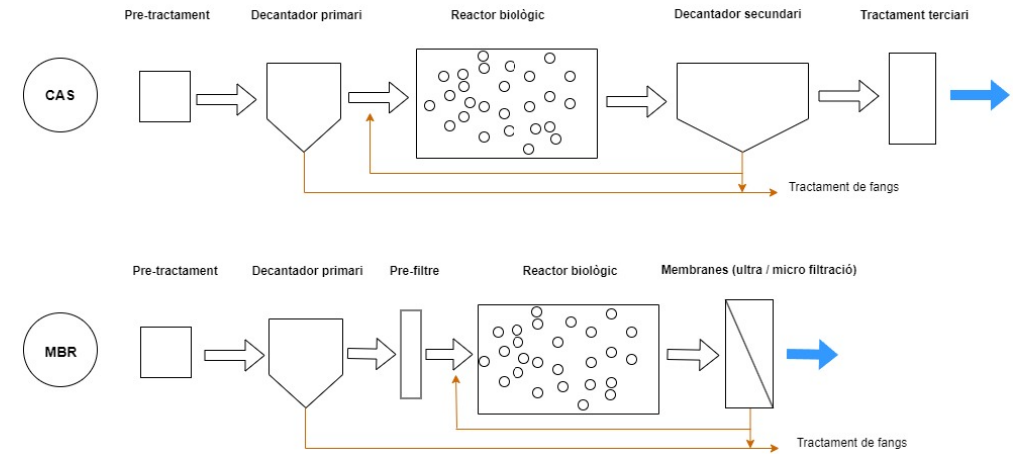 Pre-tractament
Decantador primari
Reactor biològic
Decantador secundari
Tractament terciari
CAS
Tractament de fangs
Pre-tractament
Decantador primari
Pre-filtre
Reactor biològic
Membranes (ultra / micro filtració)
MBR
Tractament de fangs